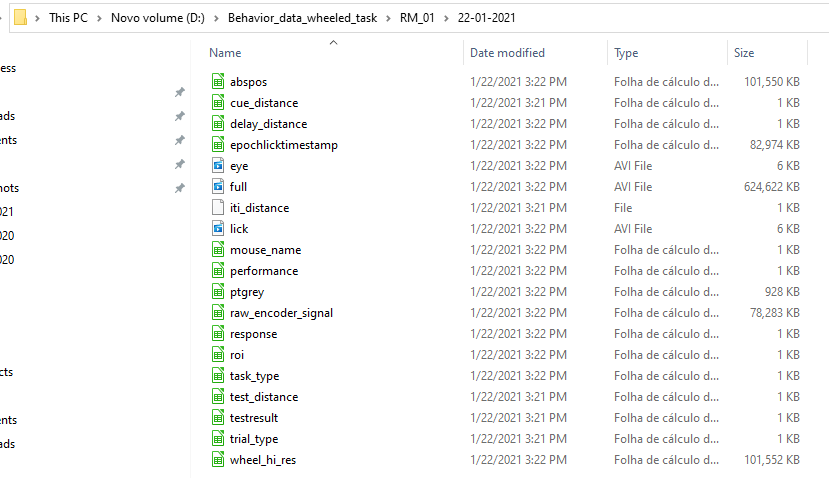 This PC > Novo volume (D:) > Behavior_data_wheeled_task > RM_01 > 22-01-2021
Name Date modified Type Size
abspos 1/22/2021 3:22 PM Folha de cálculo d... 101,550 KB
cue_distance 1/22/2021 3:21 PM Folha de cálculo d... 1 KB
delay_distance 1/22/2021 3:22 PM Folha de cálculo d... 1 KB
epochlicktimestamp 1/22/2021 3:22 PM Folha de cálculo d... 82,974 KB
eye 1/22/2021 3:22 PM AVI File 6 KB
full 1/22/2021 3:22 PM AVI File 624,622 KB
iti_distance 1/22/2021 3:21 PM File 1 KB
lick 1/22/2021 3:22 PM AVI File 6 KB
mouse_name 1/22/2021 3:22 PM Folha de cálculo d... 1 KB
performance 1/22/2021 3:22 PM Folha de cálculo d... 1 KB
ptgrey 1/22/2021 3:22 PM Folha de cálculo d... 928 KB
raw_encoder_signal 1/22/2021 3:22 PM Folha de cálculo d... 78,283 KB
response 1/22/2021 3:22 PM Folha de cálculo d... 1 KB
roi 1/22/2021 3:22 PM Folha de cálculo d... 1 KB
task_type 1/22/2021 3:22 PM Folha de cálculo d... 1 KB
test_distance 1/22/2021 3:21 PM Folha de cálculo d... 1 KB
testresult 1/22/2021 3:21 PM Folha de cálculo d... 1 KB
trial_type 1/22/2021 3:21 PM Folha de cálculo d... 1 KB
wheel_hi_res 1/22/2021 3:22 PM Folha de cálculo d... 101,552 KB
ess
ads
ents
hots
021
020
020
cts
ents
ads